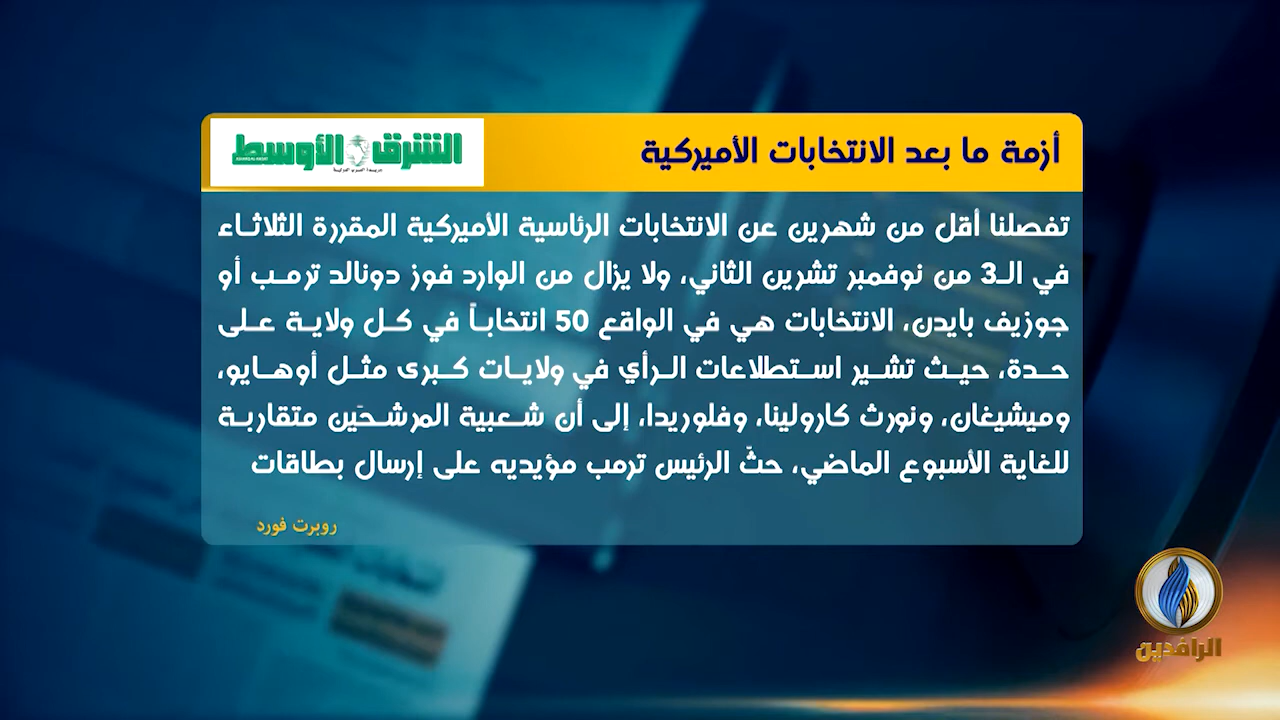 أزمة ما بعد الانتخابات الأميركية
الشرق الأوسط
تفصلنا أقل من شهرين عن الانتخابات الرئاسية الأميركية المقررة الثلاثاء
في الـ3 من نوفمبر تشرين الثاني، ولا يزال من الوارد فوز دونالد ترمب أو
جوزيف بايدن، الانتخابات هي في الواقع 50 انتخاباً في كل ولاية على
حدة، حيث تشير استطلاعات الرأي في ولايات كبرى مثل أوهايو،
وميشيغان، ونورث كارولينا، وفلوريدا، إلى أن شعبية المرشحَين متقاربة
للغاية الأسبوع الماضي، حثّ الرئيس ترمب مؤيديه على إرسال بطاقات
روبرت فورد
الرافدين